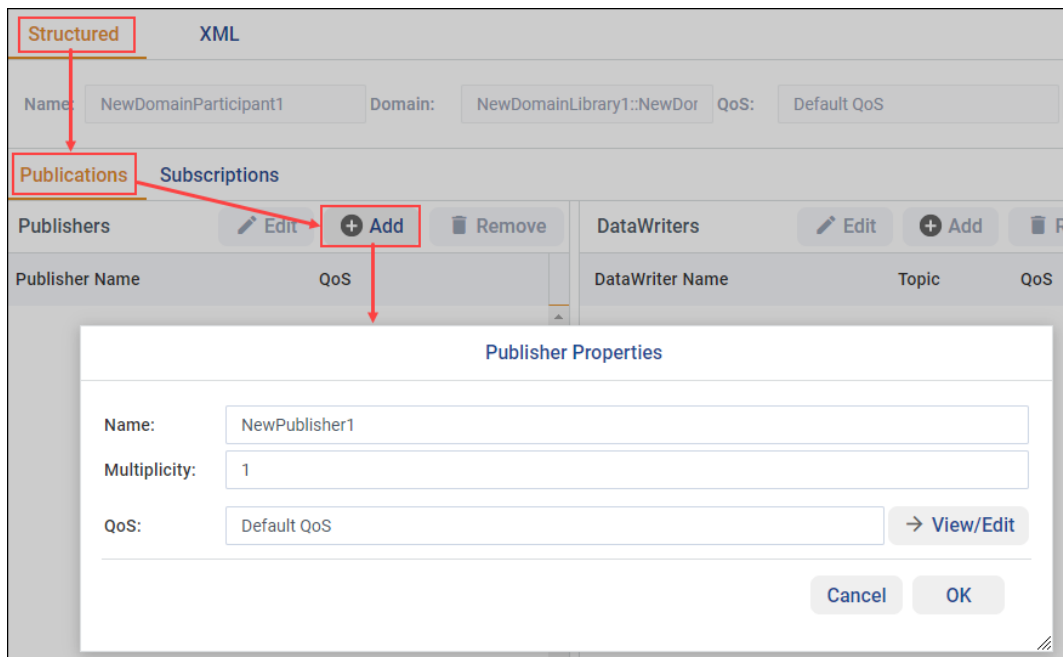 Structured XML
Name: NewDomainParticipant1 Domain: NewDomainLibrary1::NewDor QoS: Default QoS
Publications Subscriptions
Publishers Edit Add Remove DataWriters Edit Add R
Publisher Name QoS DataWriter Name Topic QoS
Publisher Properties
Name: NewPublisher1
Multiplicity: 1
QoS: Default QoS View/Edit
Cancel OK